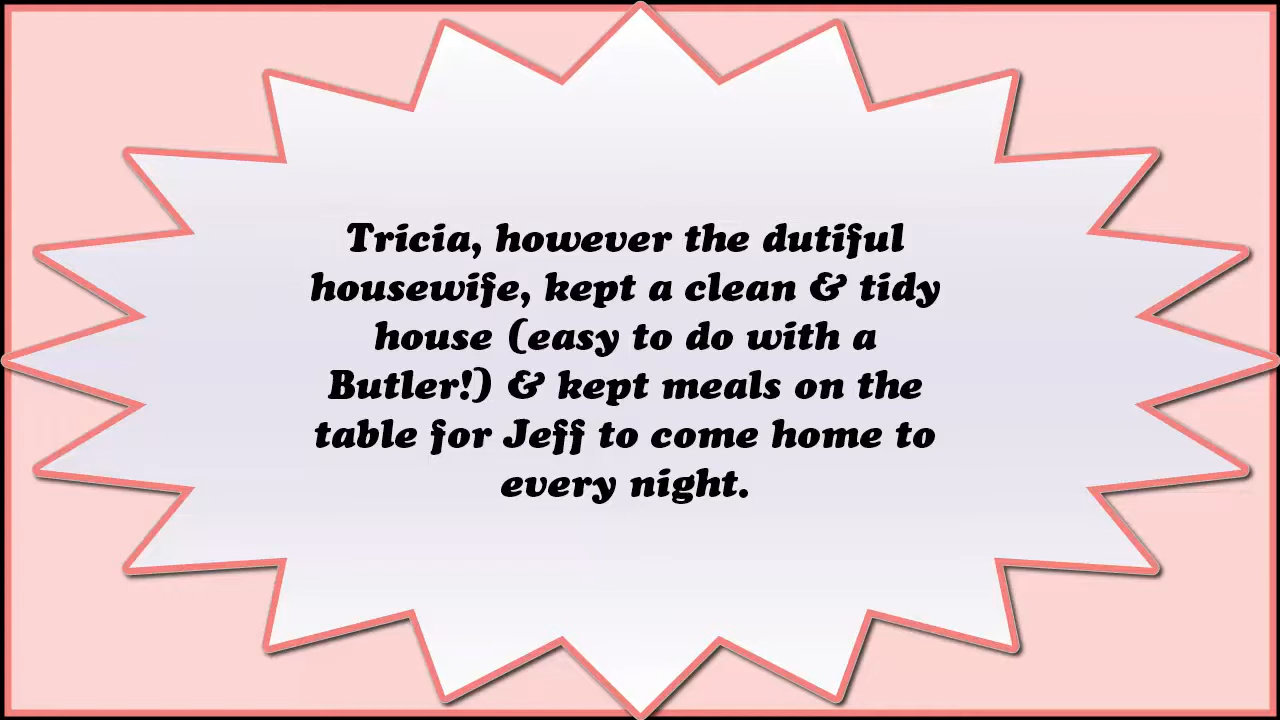 Tricia, however the dutiful
housewife, kept a clean & tidy
house (easy to do with a
Butler!) & kept meals on the
table for Jeff to come home to
every night.